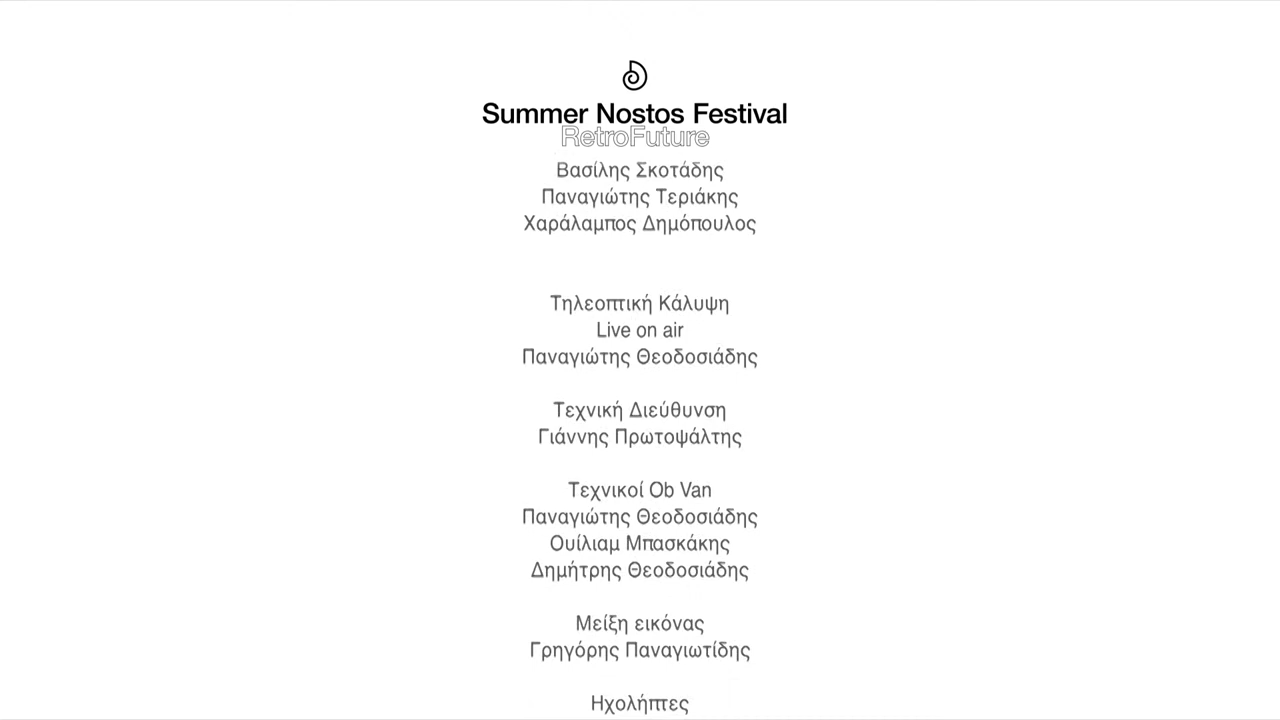 Summer Nostos Festival
RetroFuture
Βασίλης Σκοτάδης
Παναγιώτης Τεριάκης
Χαράλαμπος Δημόπουλος
Τηλεοπτική Κάλυψη
Live on air
Παναγιώτης Θεοδοσιάδης
Τεχνική Διεύθυνση
Γιάννης Πρωτοψάλτης
Τεχνικοί Ob Van
Παναγιώτης Θεοδοσιάδης
Ουίλιαμ Μπασκάκης
Δημήτρης Θεοδοσιάδης
Μείξη εικόνας
Γρηγόρης Παναγιωτίδης
Ηχολήπτες